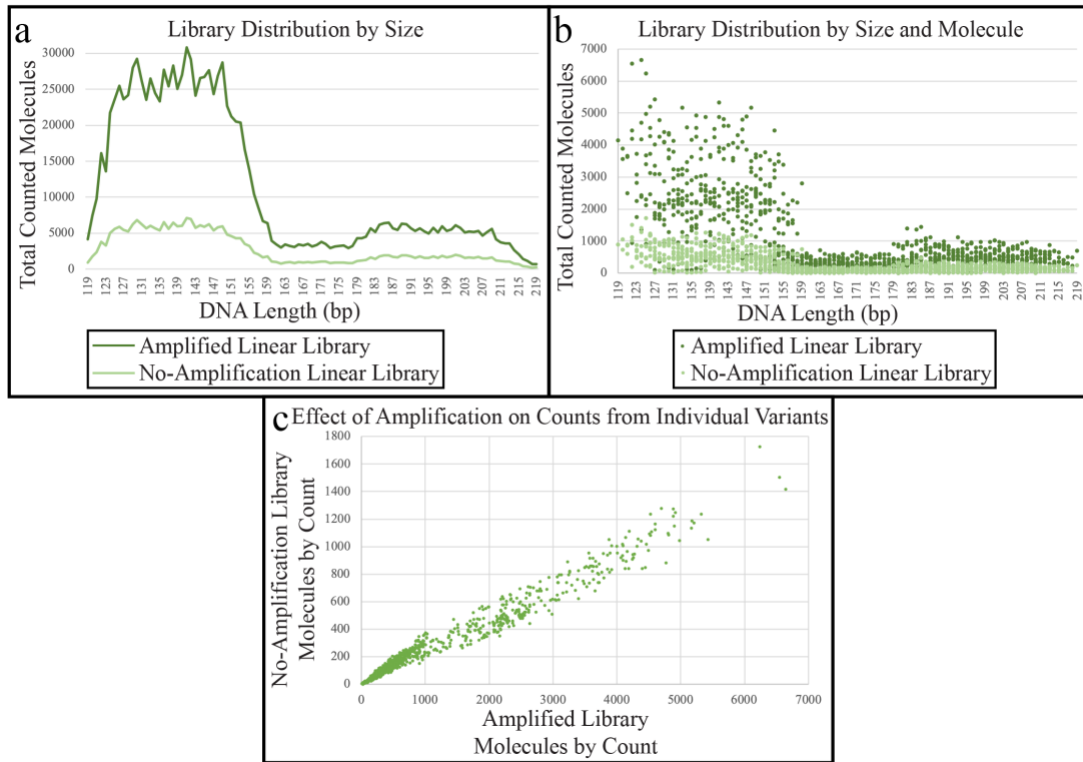 a
Library Distribution by Size
Total Counted Molecules
30000
25000
20000
15000
10000
5000
0
119 123 127 131 135 139 143 147 151 155 159 163 167 171 175 179 183 187 191 195 199 203 207 211 215 219
DNA Length (bp)
Amplified Linear Library
No-Amplification Linear Library
b
Library Distribution by Size and Molecule
Total Counted Molecules
7000
6000
5000
4000
3000
2000
1000
0
119 123 127 131 135 139 143 147 151 155 159 163 167 171 175 179 183 187 191 195 199 203 207 211 215 219
DNA Length (bp)
Amplified Linear Library
No-Amplification Linear Library
c
Effect of Amplification on Counts from Individual Variants
No-Amplification Library
Molecules by Count
1800
1600
1400
1200
1000
800
600
400
200
0
0 1000 2000 3000 4000 5000 6000 7000
Amplified Library
Molecules by Count